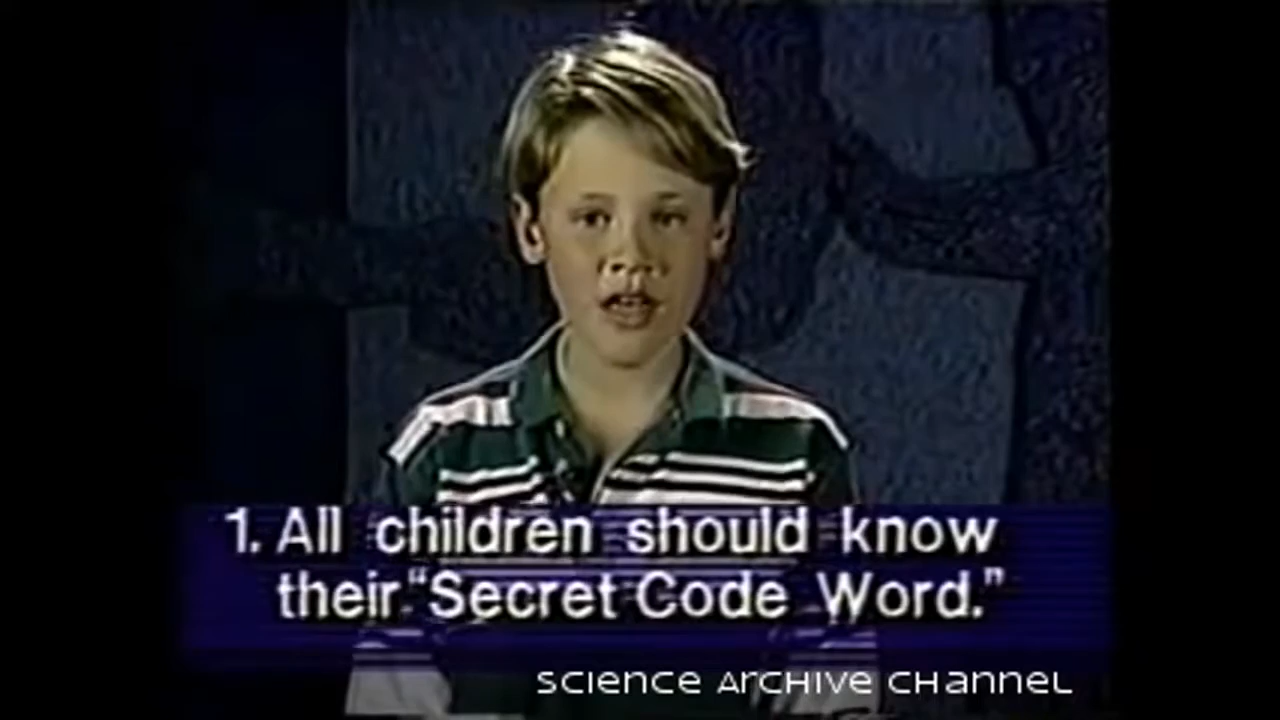 1. All children should know
their "Secret Code Word."
SCIENCE ARCHIVE CHANNEL